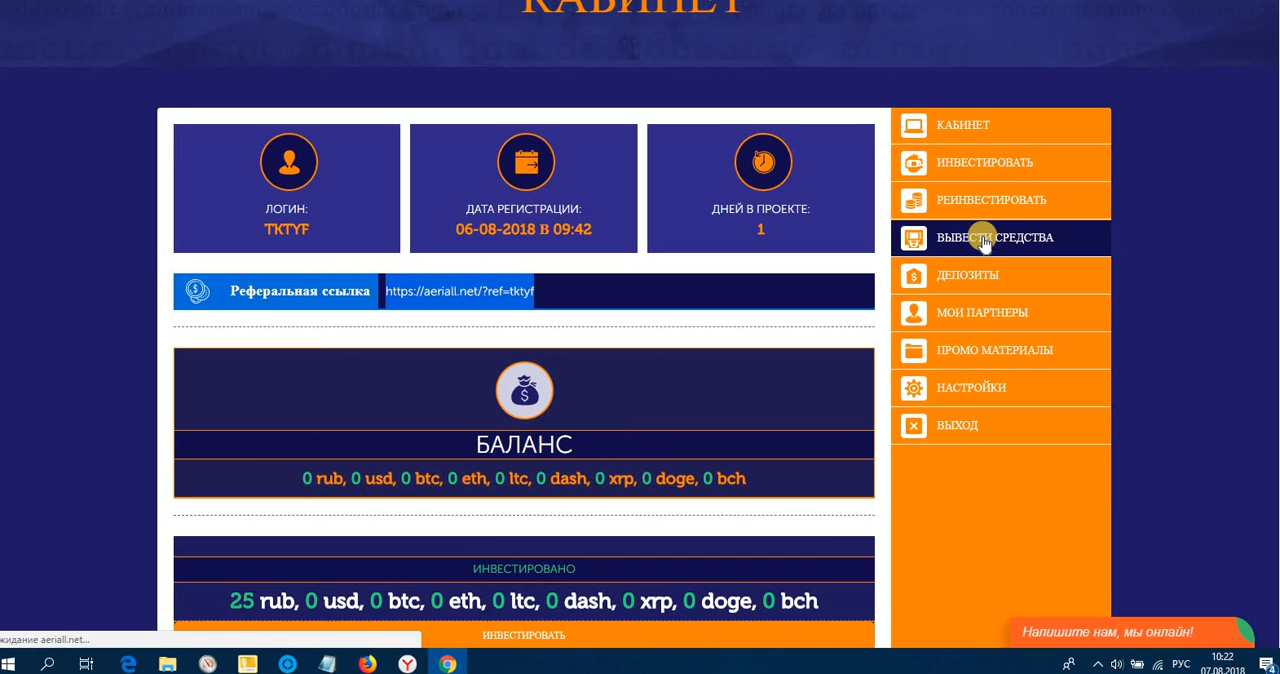 КАБИНЕТ
ЛОГИН:
TKTYF
ДАТА РЕГИСТРАЦИИ:
06-08-2018 В 09:42
ДНЕЙ В ПРОЕКТЕ:
1
Реферальная ссылка
https://aeriall.net/?ref=tktyf
БАЛАНС
0 rub, 0 usd, 0 btc, 0 eth, 0 ltc, 0 dash, 0 xrp, 0 doge, 0 bch
ИНВЕСТИРОВАНО
25 rub, 0 usd, 0 btc, 0 eth, 0 ltc, 0 dash, 0 xrp, 0 doge, 0 bch
ИНВЕСТИРОВАТЬ
КАБИНЕТ
ИНВЕСТИРОВАТЬ
РЕИНВЕСТИРОВАТЬ
ВЫВЕСТИ СРЕДСТВА
ДЕПОЗИТЫ
МОИ ПАРТНЕРЫ
ПРОМО МАТЕРИАЛЫ
НАСТРОЙКИ
ВЫХОД
Напишите нам, мы онлайн!
жидание aeriall.net...
РУС
10:22
07.08.2018
4